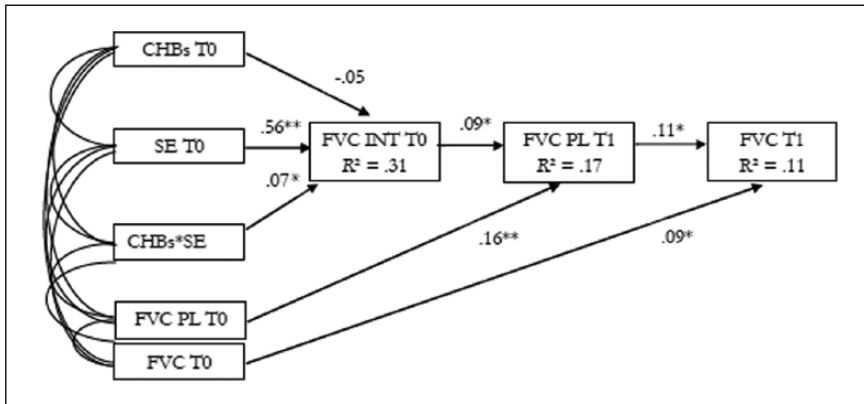 CHBs T0
-.05
SE T0
.56**
FVC INT T0
R² = .31
.09*
FVC PL T1
R² = .17
.11*
FVC T1
R² = .11
.07*
CHBs*SE
.16**
.09*
FVC PL T0
FVC T0